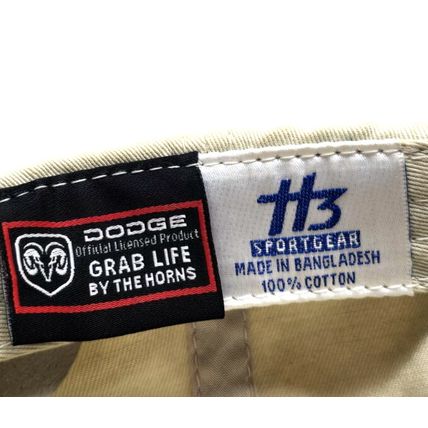 DODGE
Official Licensed Product
GRAB LIFE
BY THE HORNS
H3
SPORTGEAR
MADE IN BANGLADESH
100% COTTON